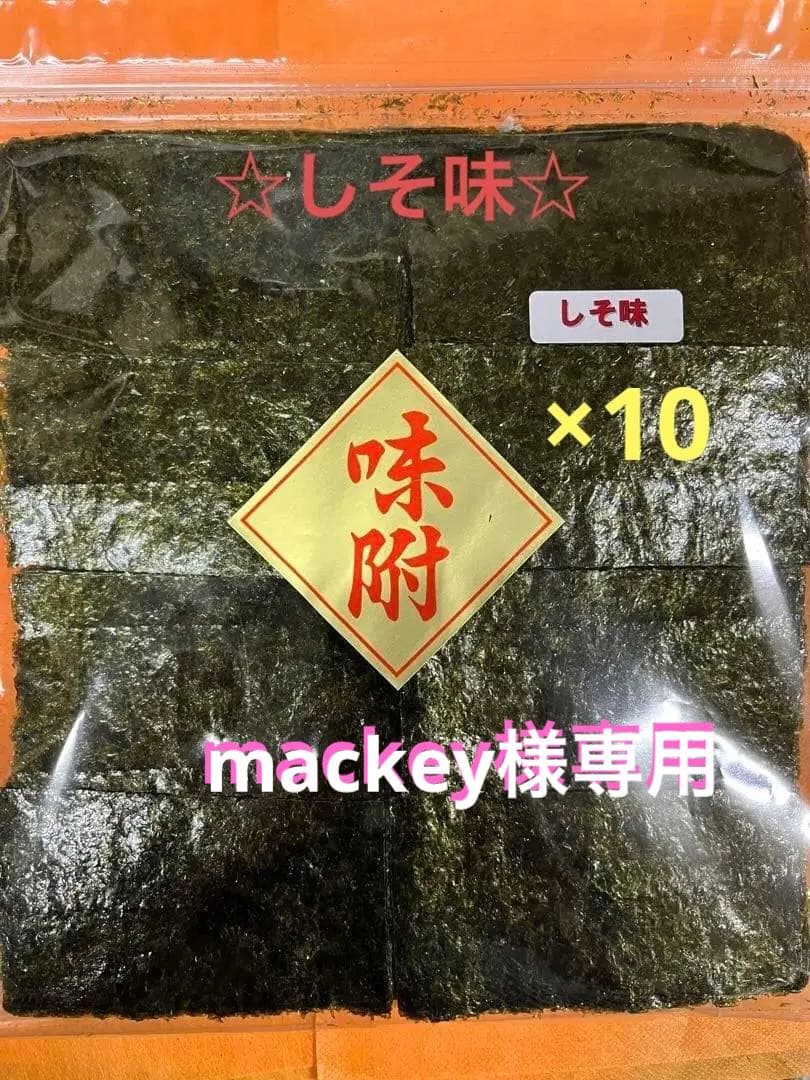 ☆しそ味☆
しそ味
×10
味
附
mackey様専用